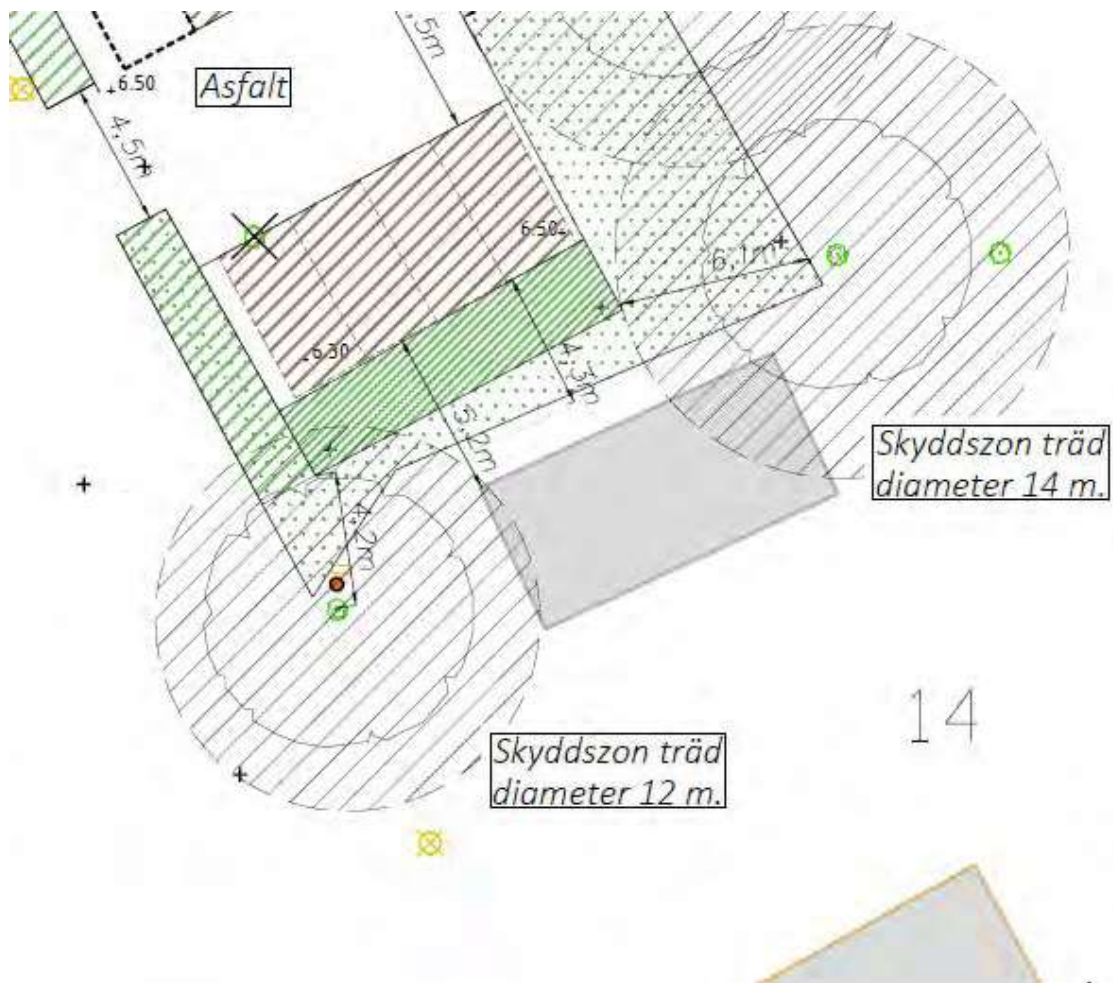 ,5m
6.50
Asfalt
4,5m
6.50
6,1m
6.30
4,3m
5,2m
Skyddszon träd
diameter 14 m.
4,2m
14
Skyddszon träd
diameter 12 m.